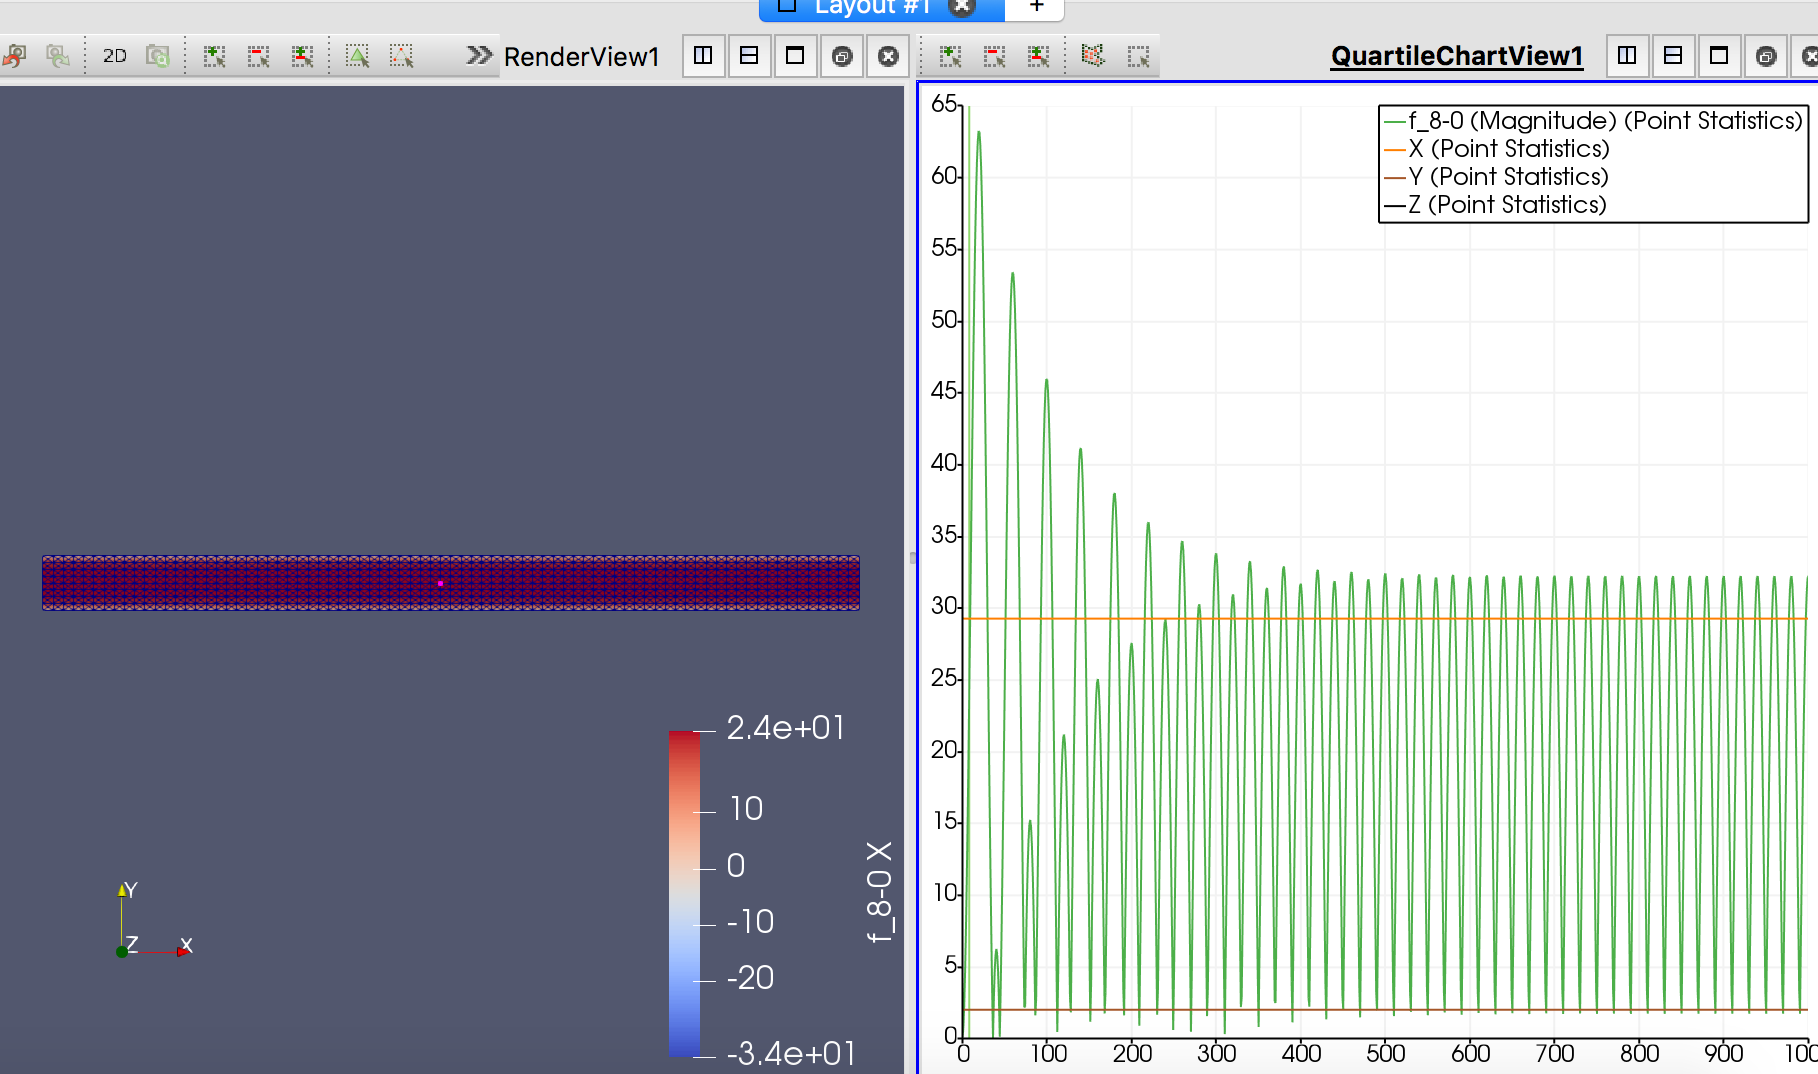 Layout #1
+
2D
RenderView1
QuartileChartView1
f_8-0 (Magnitude) (Point Statistics)
X (Point Statistics)
Y (Point Statistics)
Z (Point Statistics)
65
60
55
50
45
40
35
30
25
20
15
10
5
0
0 100 200 300 400 500 600 700 800 900 100
2.4e+01
10
0
-10
-20
-3.4e+01
f_8-0 X
Y
Z
X